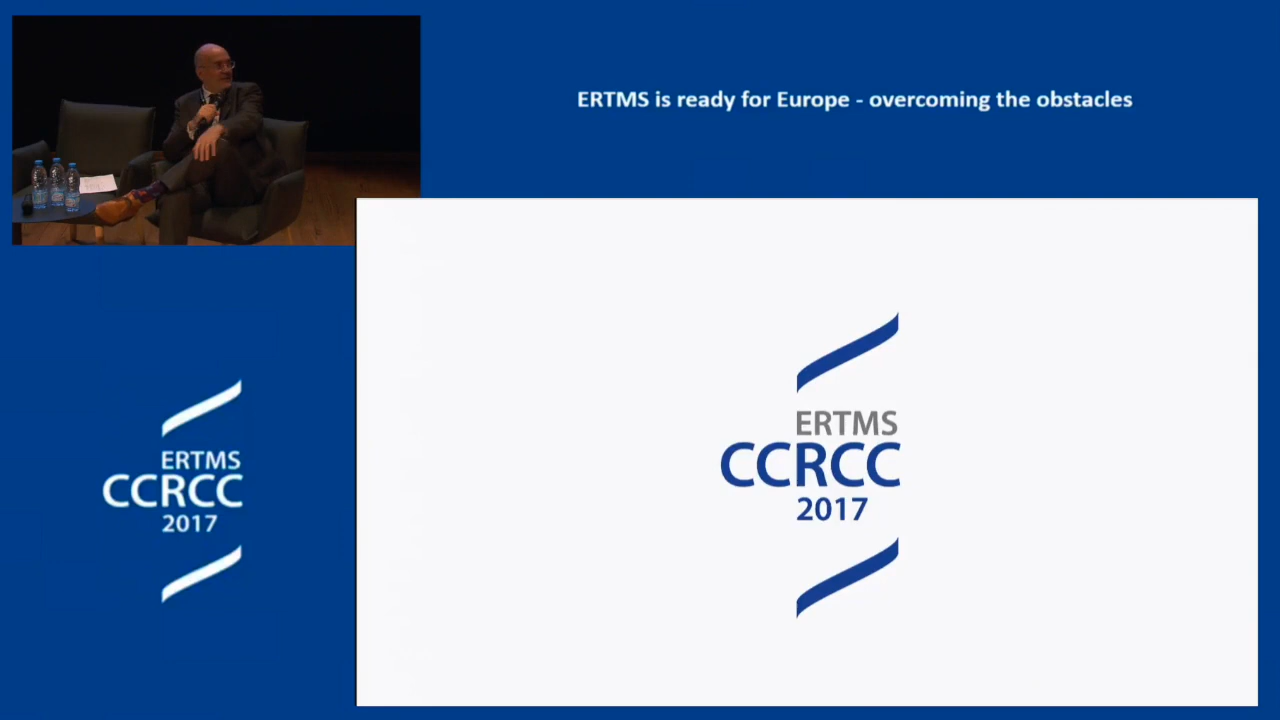 ERTMS is ready for Europe - overcoming the obstacles
ERTMS
CCRCC
2017
ERTMS
CCRCC
2017